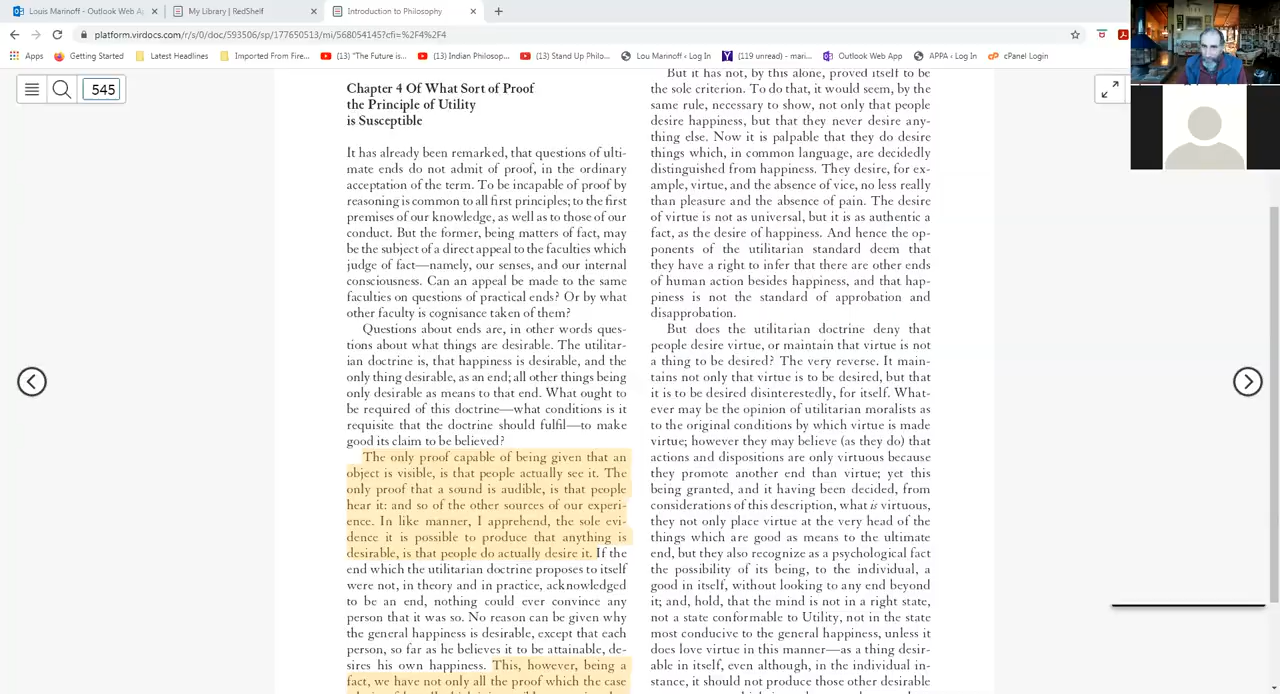 Louis Marinoff - Outlook Web Ap
My Library | RedShelf
Introduction to Philosophy
platform.virdocs.com/r/s/0/doc/593506/sp/177650513/mi/568054145?cfi=%2F4%2F4
Apps
Getting Started
Latest Headlines
Imported From Fire...
(13) "The Future is...
(13) Indian Philosop...
(13) Stand Up Philo...
Lou Marinoff ‹ Log In
(119 unread) - mari...
Outlook Web App
APPA ‹ Log In
cPanel Login
545
Chapter 4 Of What Sort of Proof
the Principle of Utility
is Susceptible
It has already been remarked, that questions of ulti-
mate ends do not admit of proof, in the ordinary
acceptation of the term. To be incapable of proof by
reasoning is common to all first principles; to the first
premises of our knowledge, as well as to those of our
conduct. But the former, being matters of fact, may
be the subject of a direct appeal to the faculties which
judge of fact—namely, our senses, and our internal
consciousness. Can an appeal be made to the same
faculties on questions of practical ends? Or by what
other faculty is cognisance taken of them?
Questions about ends are, in other words ques-
tions about what things are desirable. The utilitar-
ian doctrine is, that happiness is desirable, and the
only thing desirable, as an end; all other things being
only desirable as means to that end. What ought to
be required of this doctrine—what conditions is it
requisite that the doctrine should fulfil—to make
good its claim to be believed?
The only proof capable of being given that an
object is visible, is that people actually see it. The
only proof that a sound is audible, is that people
hear it: and so of the other sources of our experi-
ence. In like manner, I apprehend, the sole evi-
dence it is possible to produce that anything is
desirable, is that people do actually desire it. If the
end which the utilitarian doctrine proposes to itself
were not, in theory and in practice, acknowledged
to be an end, nothing could ever convince any
person that it was so. No reason can be given why
the general happiness is desirable, except that each
person, so far as he believes it to be attainable, de-
sires his own happiness. This, however, being a
fact, we have not only all the proof which the case
But it has not, by this alone, proved itself to be
the sole criterion. To do that, it would seem, by the
same rule, necessary to show, not only that people
desire happiness, but that they never desire any-
thing else. Now it is palpable that they do desire
things which, in common language, are decidedly
distinguished from happiness. They desire, for ex-
ample, virtue, and the absence of vice, no less really
than pleasure and the absence of pain. The desire
of virtue is not as universal, but it is as authentic a
fact, as the desire of happiness. And hence the op-
ponents of the utilitarian standard deem that
they have a right to infer that there are other ends
of human action besides happiness, and that hap-
piness is not the standard of approbation and
disapprobation.
But does the utilitarian doctrine deny that
people desire virtue, or maintain that virtue is not
a thing to be desired? The very reverse. It main-
tains not only that virtue is to be desired, but that
it is to be desired disinterestedly, for itself. What-
ever may be the opinion of utilitarian moralists as
to the original conditions by which virtue is made
virtue; however they may believe (as they do) that
actions and dispositions are only virtuous because
they promote another end than virtue; yet this
being granted, and it having been decided, from
considerations of this description, what is virtuous,
they not only place virtue at the very head of the
things which are good as means to the ultimate
end, but they also recognize as a psychological fact
the possibility of its being, to the individual, a
good in itself, without looking to any end beyond
it; and, hold, that the mind is not in a right state,
not a state conformable to Utility, not in the state
most conducive to the general happiness, unless it
does love virtue in this manner—as a thing desir-
able in itself, even although, in the individual in-
stance, it should not produce those other desirable